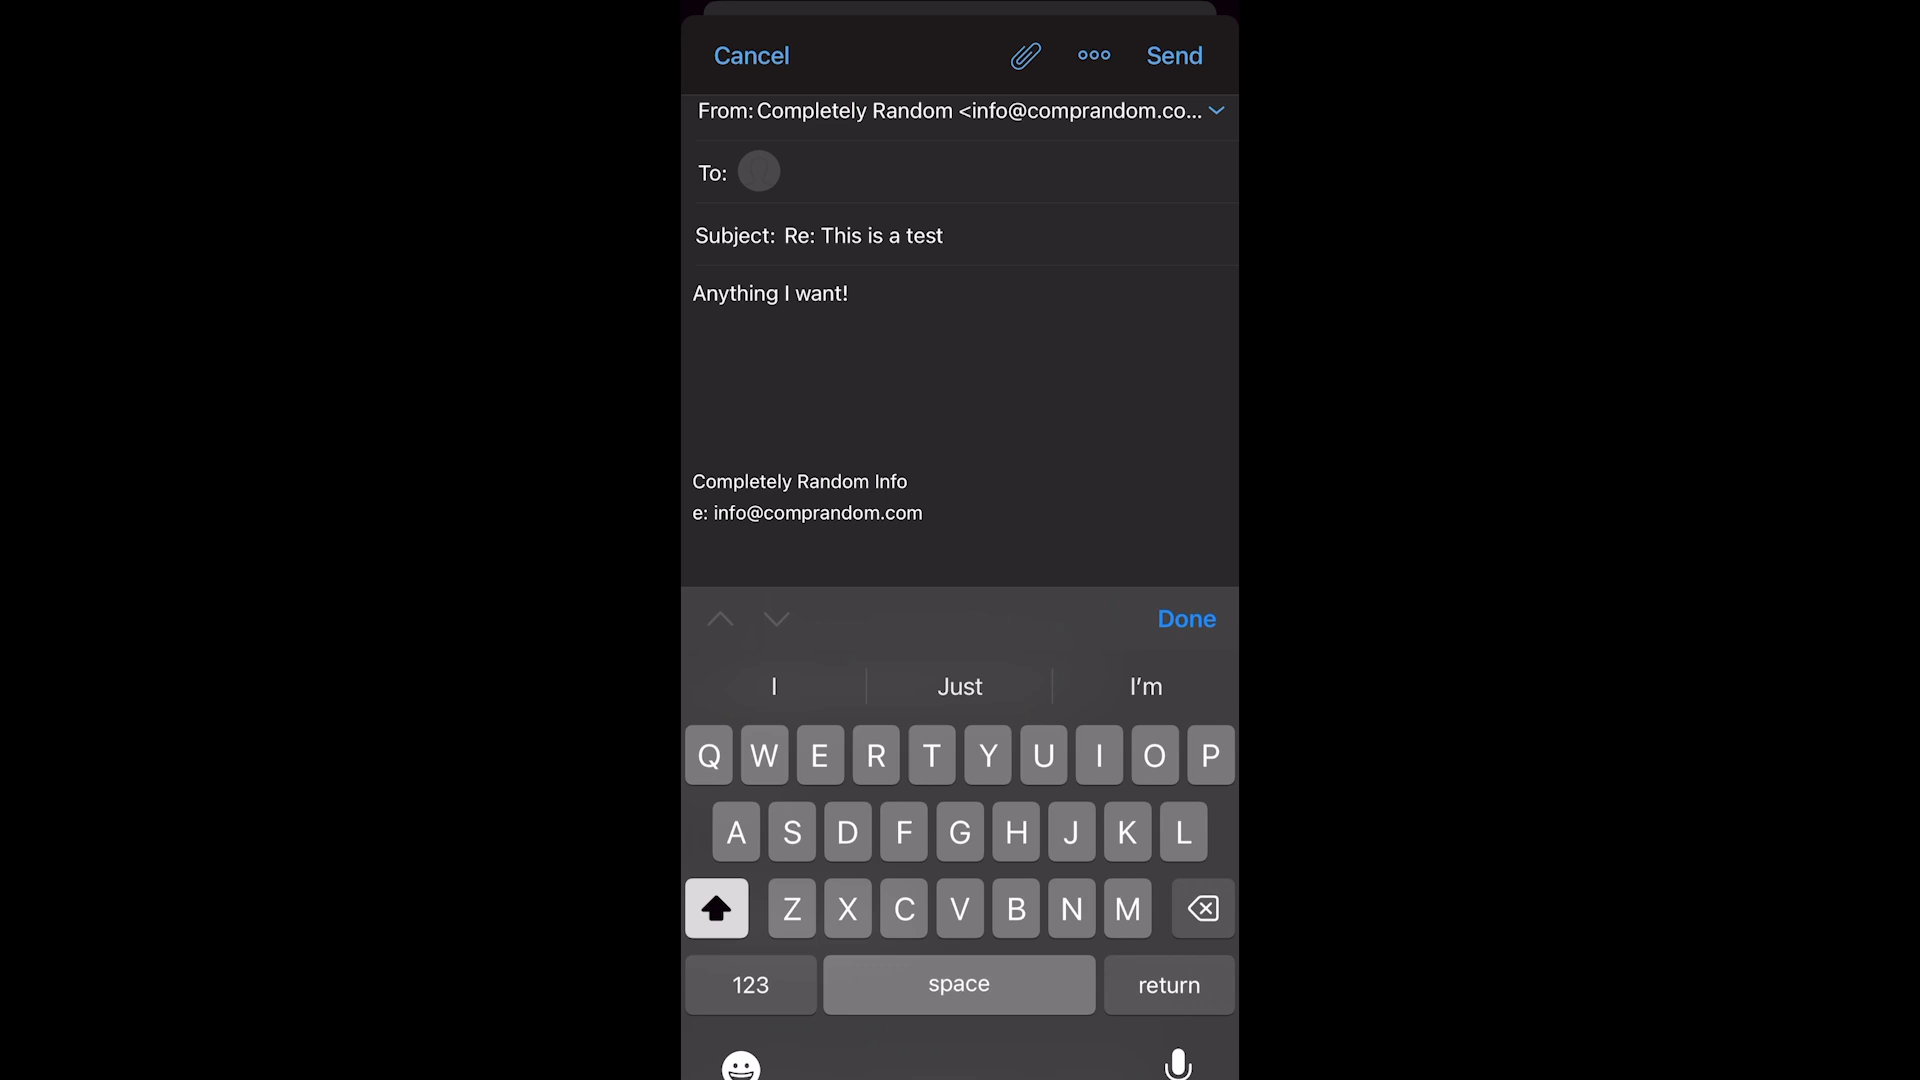 Cancel Send
From: Completely Random <info@comprandom.co...
To:
Subject: Re: This is a test
Anything I want!
Completely Random Info
e: info@comprandom.com
Done
I Just I’m
Q W E R T Y U I O P
A S D F G H J K L
Z X C V B N M
123 space return